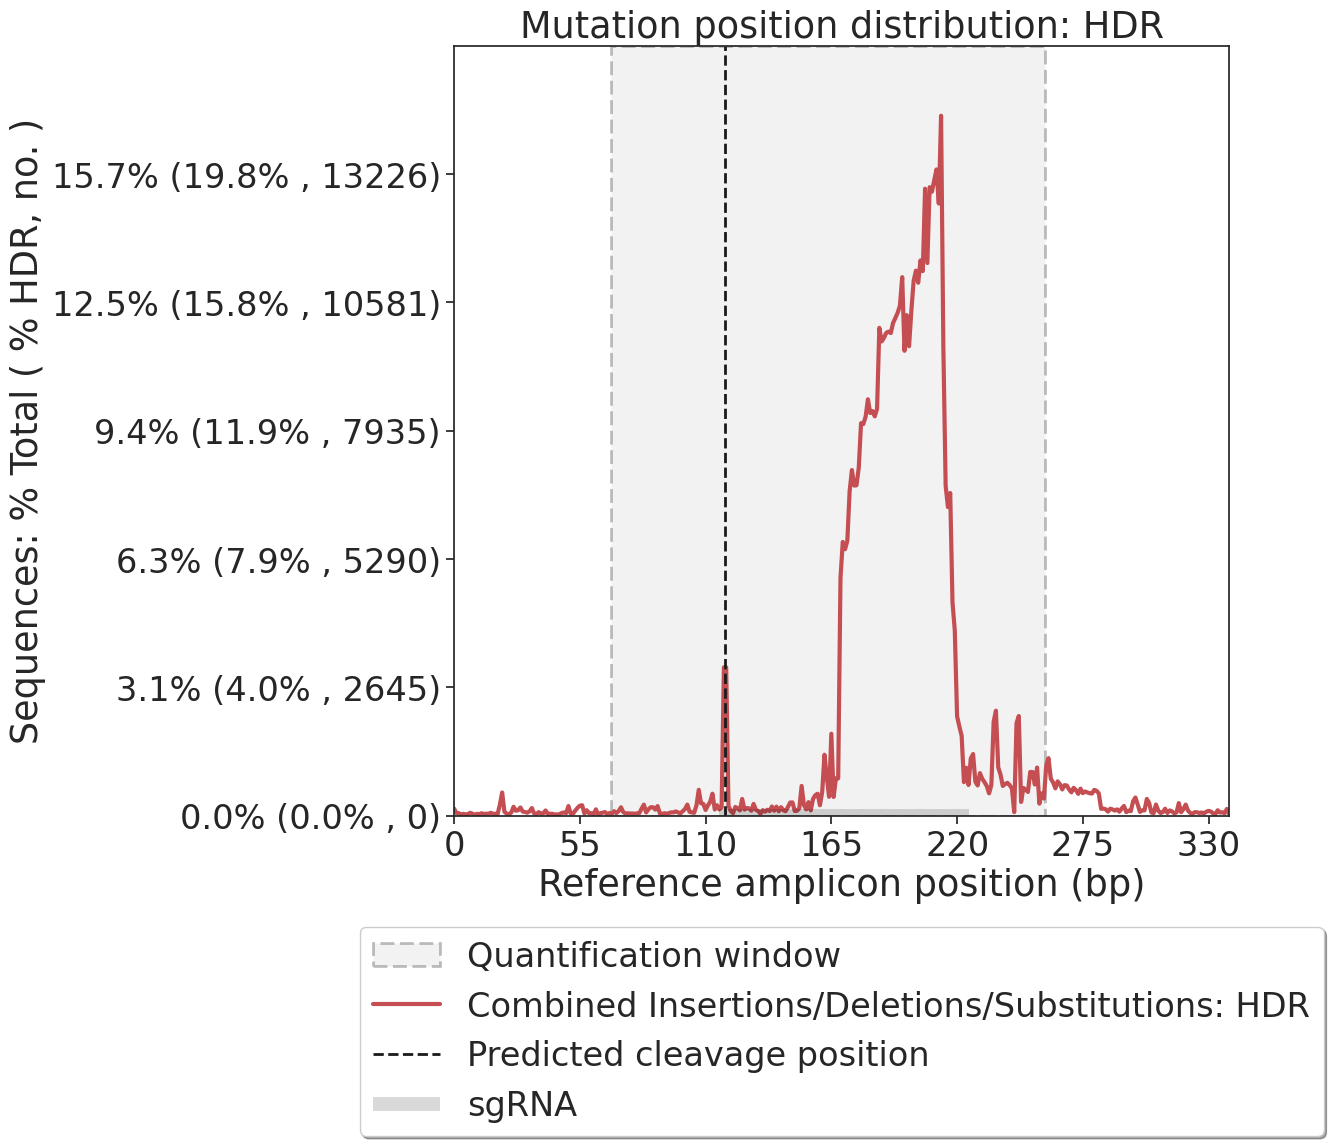 Mutation position distribution: HDR
Sequences: % Total ( % HDR, no. )
15.7% (19.8% , 13226)
12.5% (15.8% , 10581)
9.4% (11.9% , 7935)
6.3% (7.9% , 5290)
3.1% (4.0% , 2645)
0.0% (0.0% , 0)
0 55 110 165 220 275 330
Reference amplicon position (bp)
Quantification window
Combined Insertions/Deletions/Substitutions: HDR
Predicted cleavage position
sgRNA